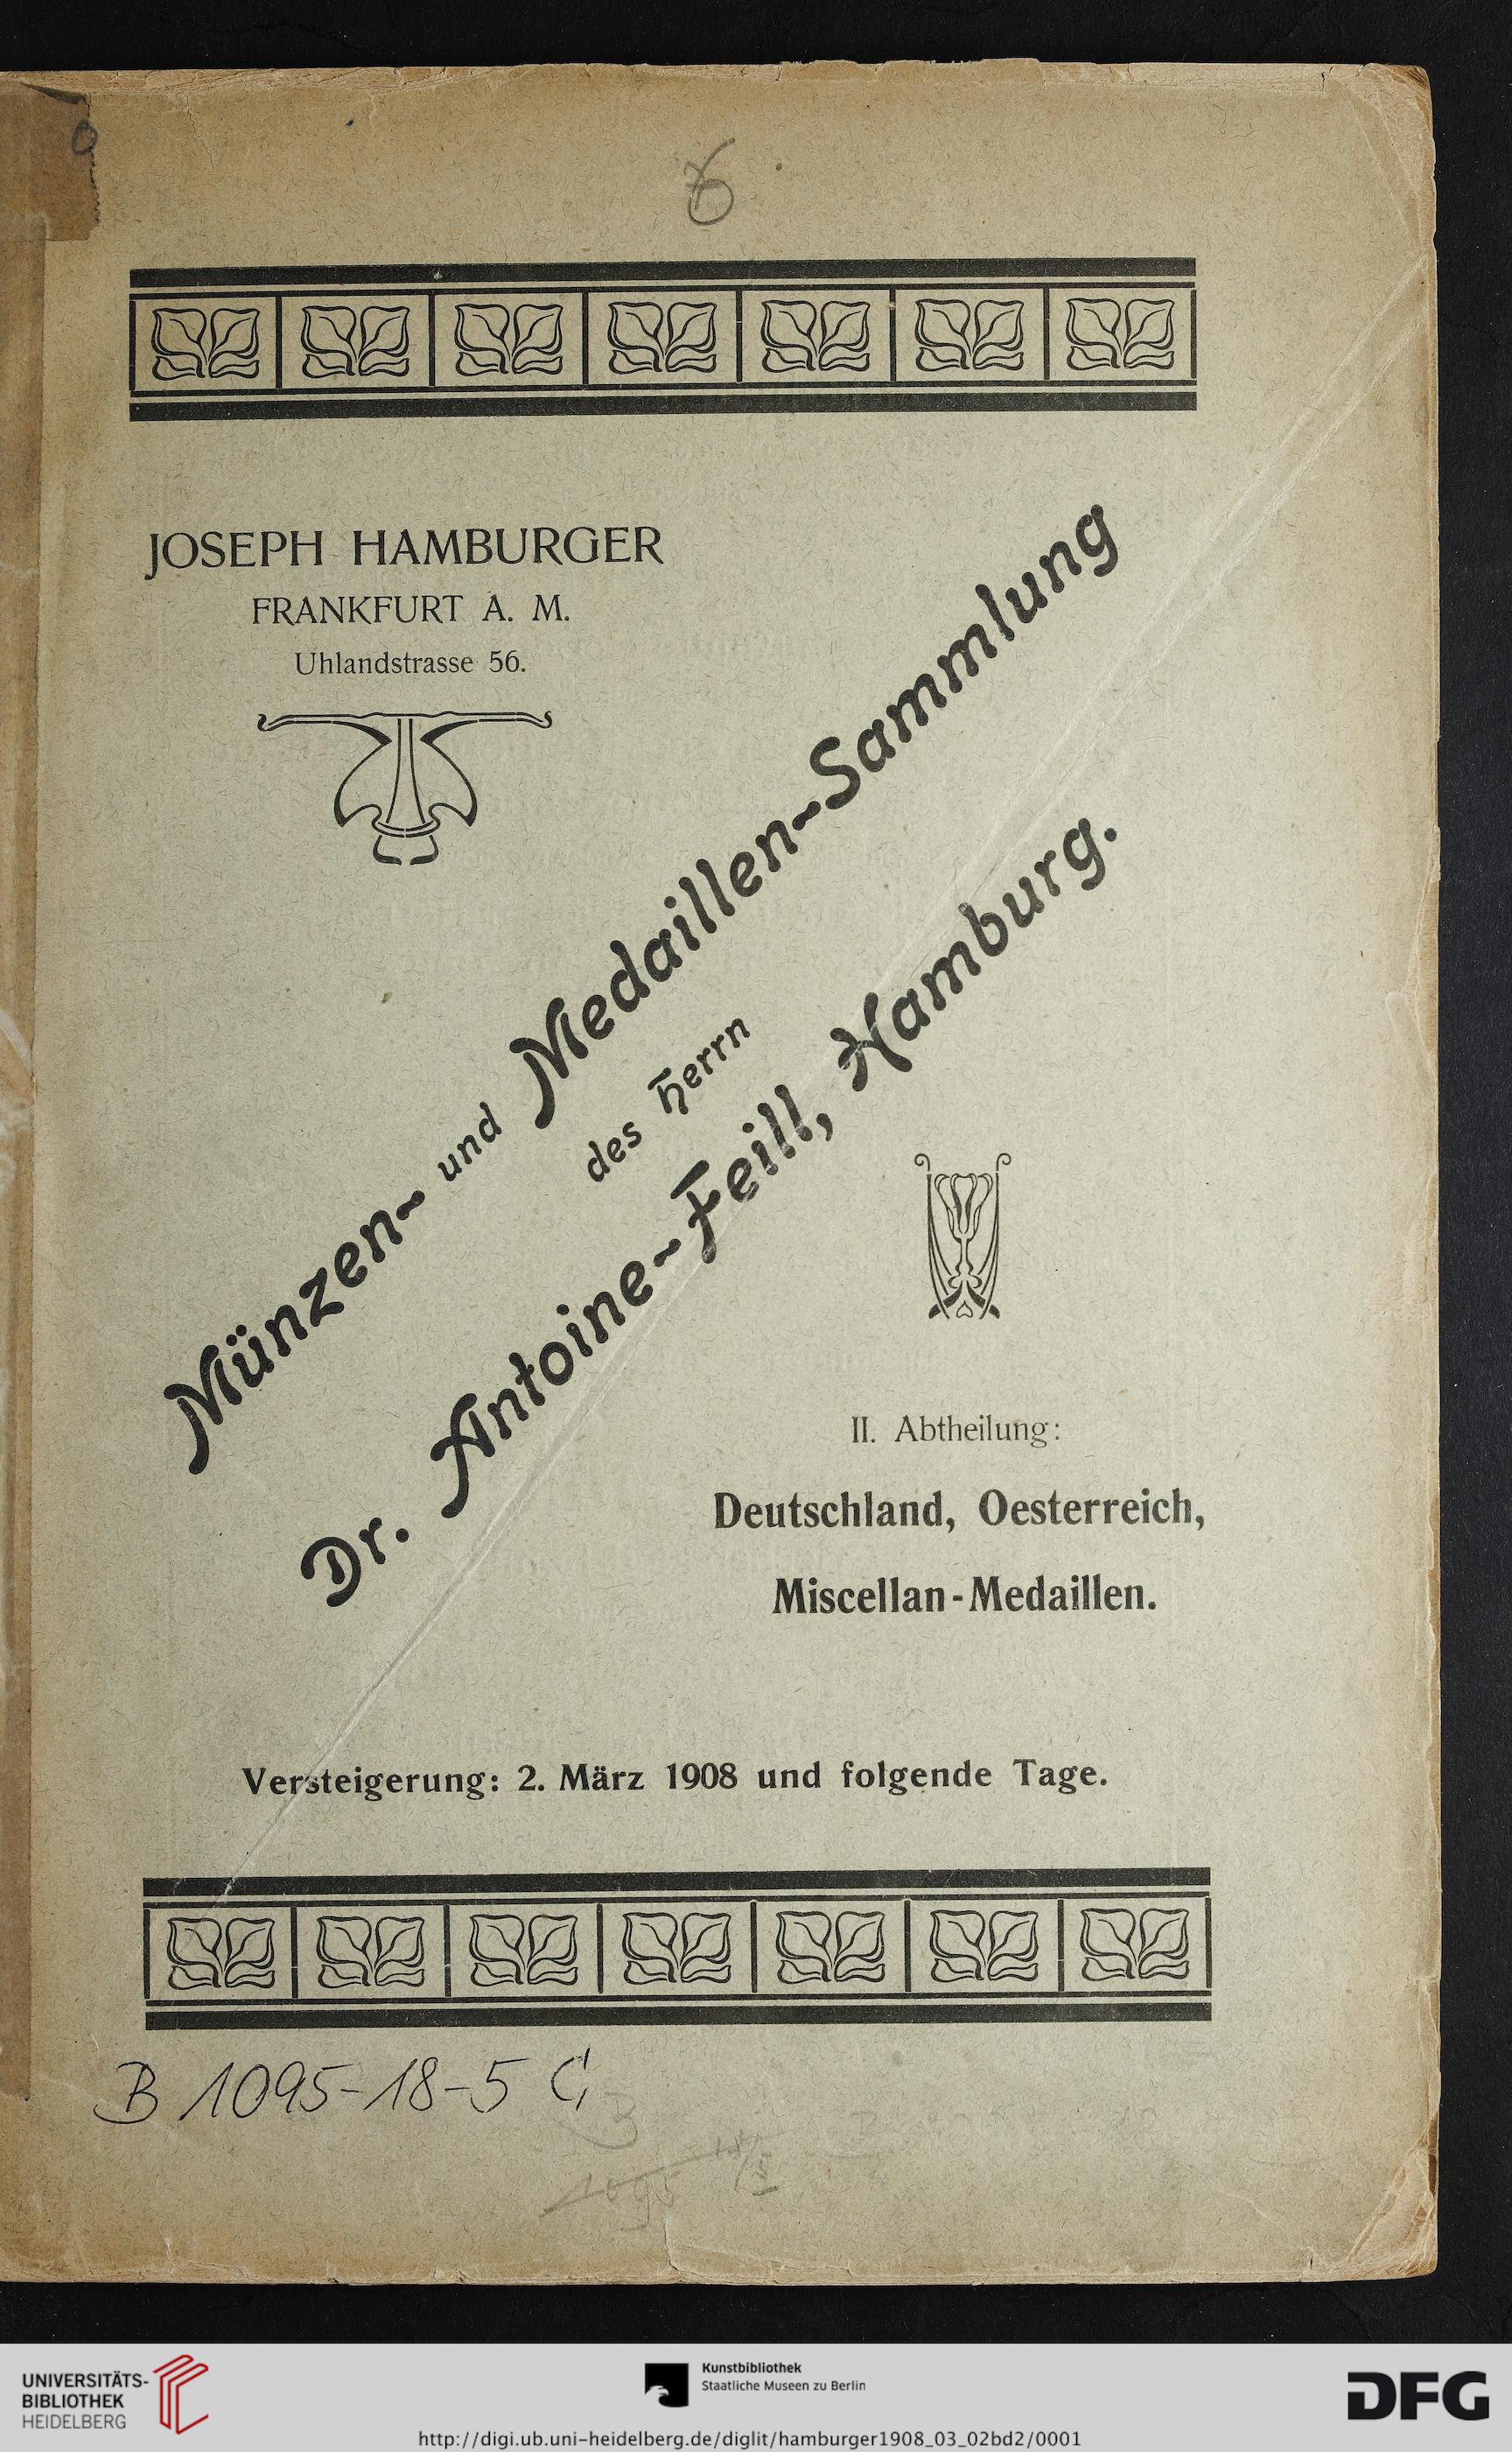 JOSEPH HAMBURGER
FRANKFURT A. M.
Uhlandstrasse 56.
Münzen- und Medaillen-Sammlung
des Herrn
Dr. Antoine-Feill, Hamburg.
II. Abtheilung:
Deutschland, Oesterreich,
Miscellan-Medaillen.
Versteigerung: 2. März 1908 und folgende Tage.
B 1095-18-5
B
1095
UNIVERSITÄTS-
BIBLIOTHEK
HEIDELBERG
Kunstbibliothek
Staatliche Museen zu Berlin
DFG
http://digi.ub.uni-heidelberg.de/diglit/hamburger1908_03_02bd2/0001